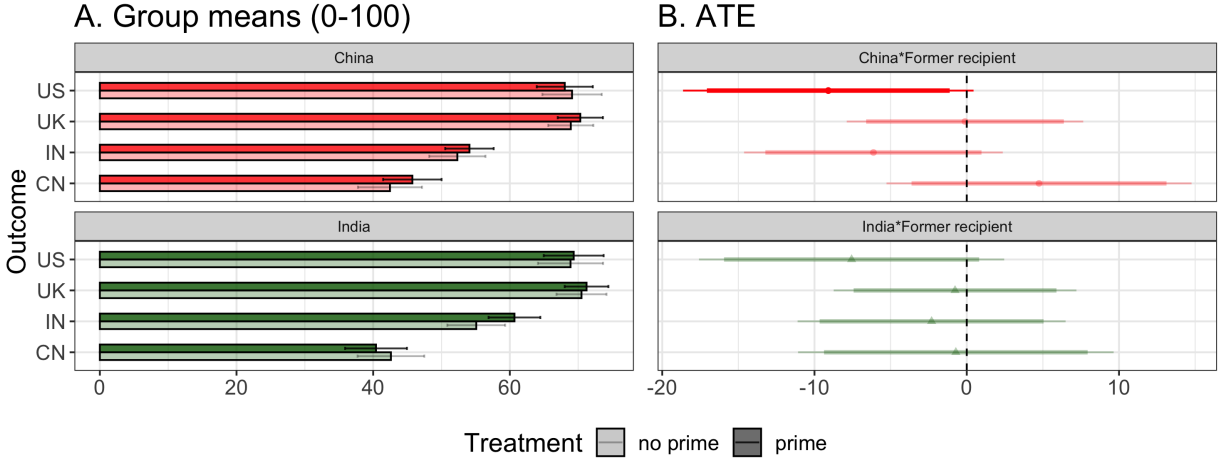 A. Group means (0-100)
B. ATE
China
China*Former recipient
US
UK
IN
CN
India
India*Former recipient
US
UK
IN
CN
Outcome
0 20 40 60
-20 -10 0 10
Treatment no prime prime